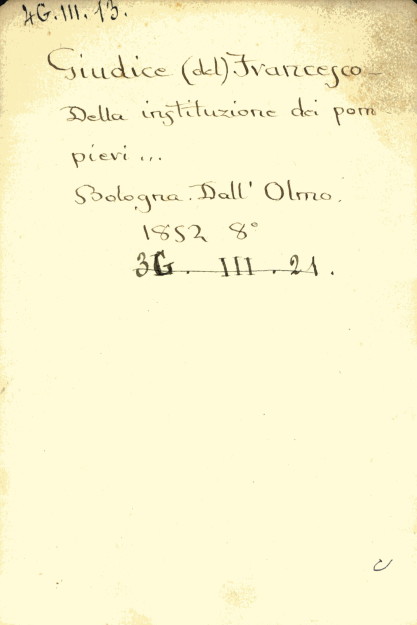 4G.III.13.
Giudice (del) Francesco -
Della instituzione dei pom-
pieri ...
Bologna. Dall' Olmo.
1852 8°
3G. III. 21.
c